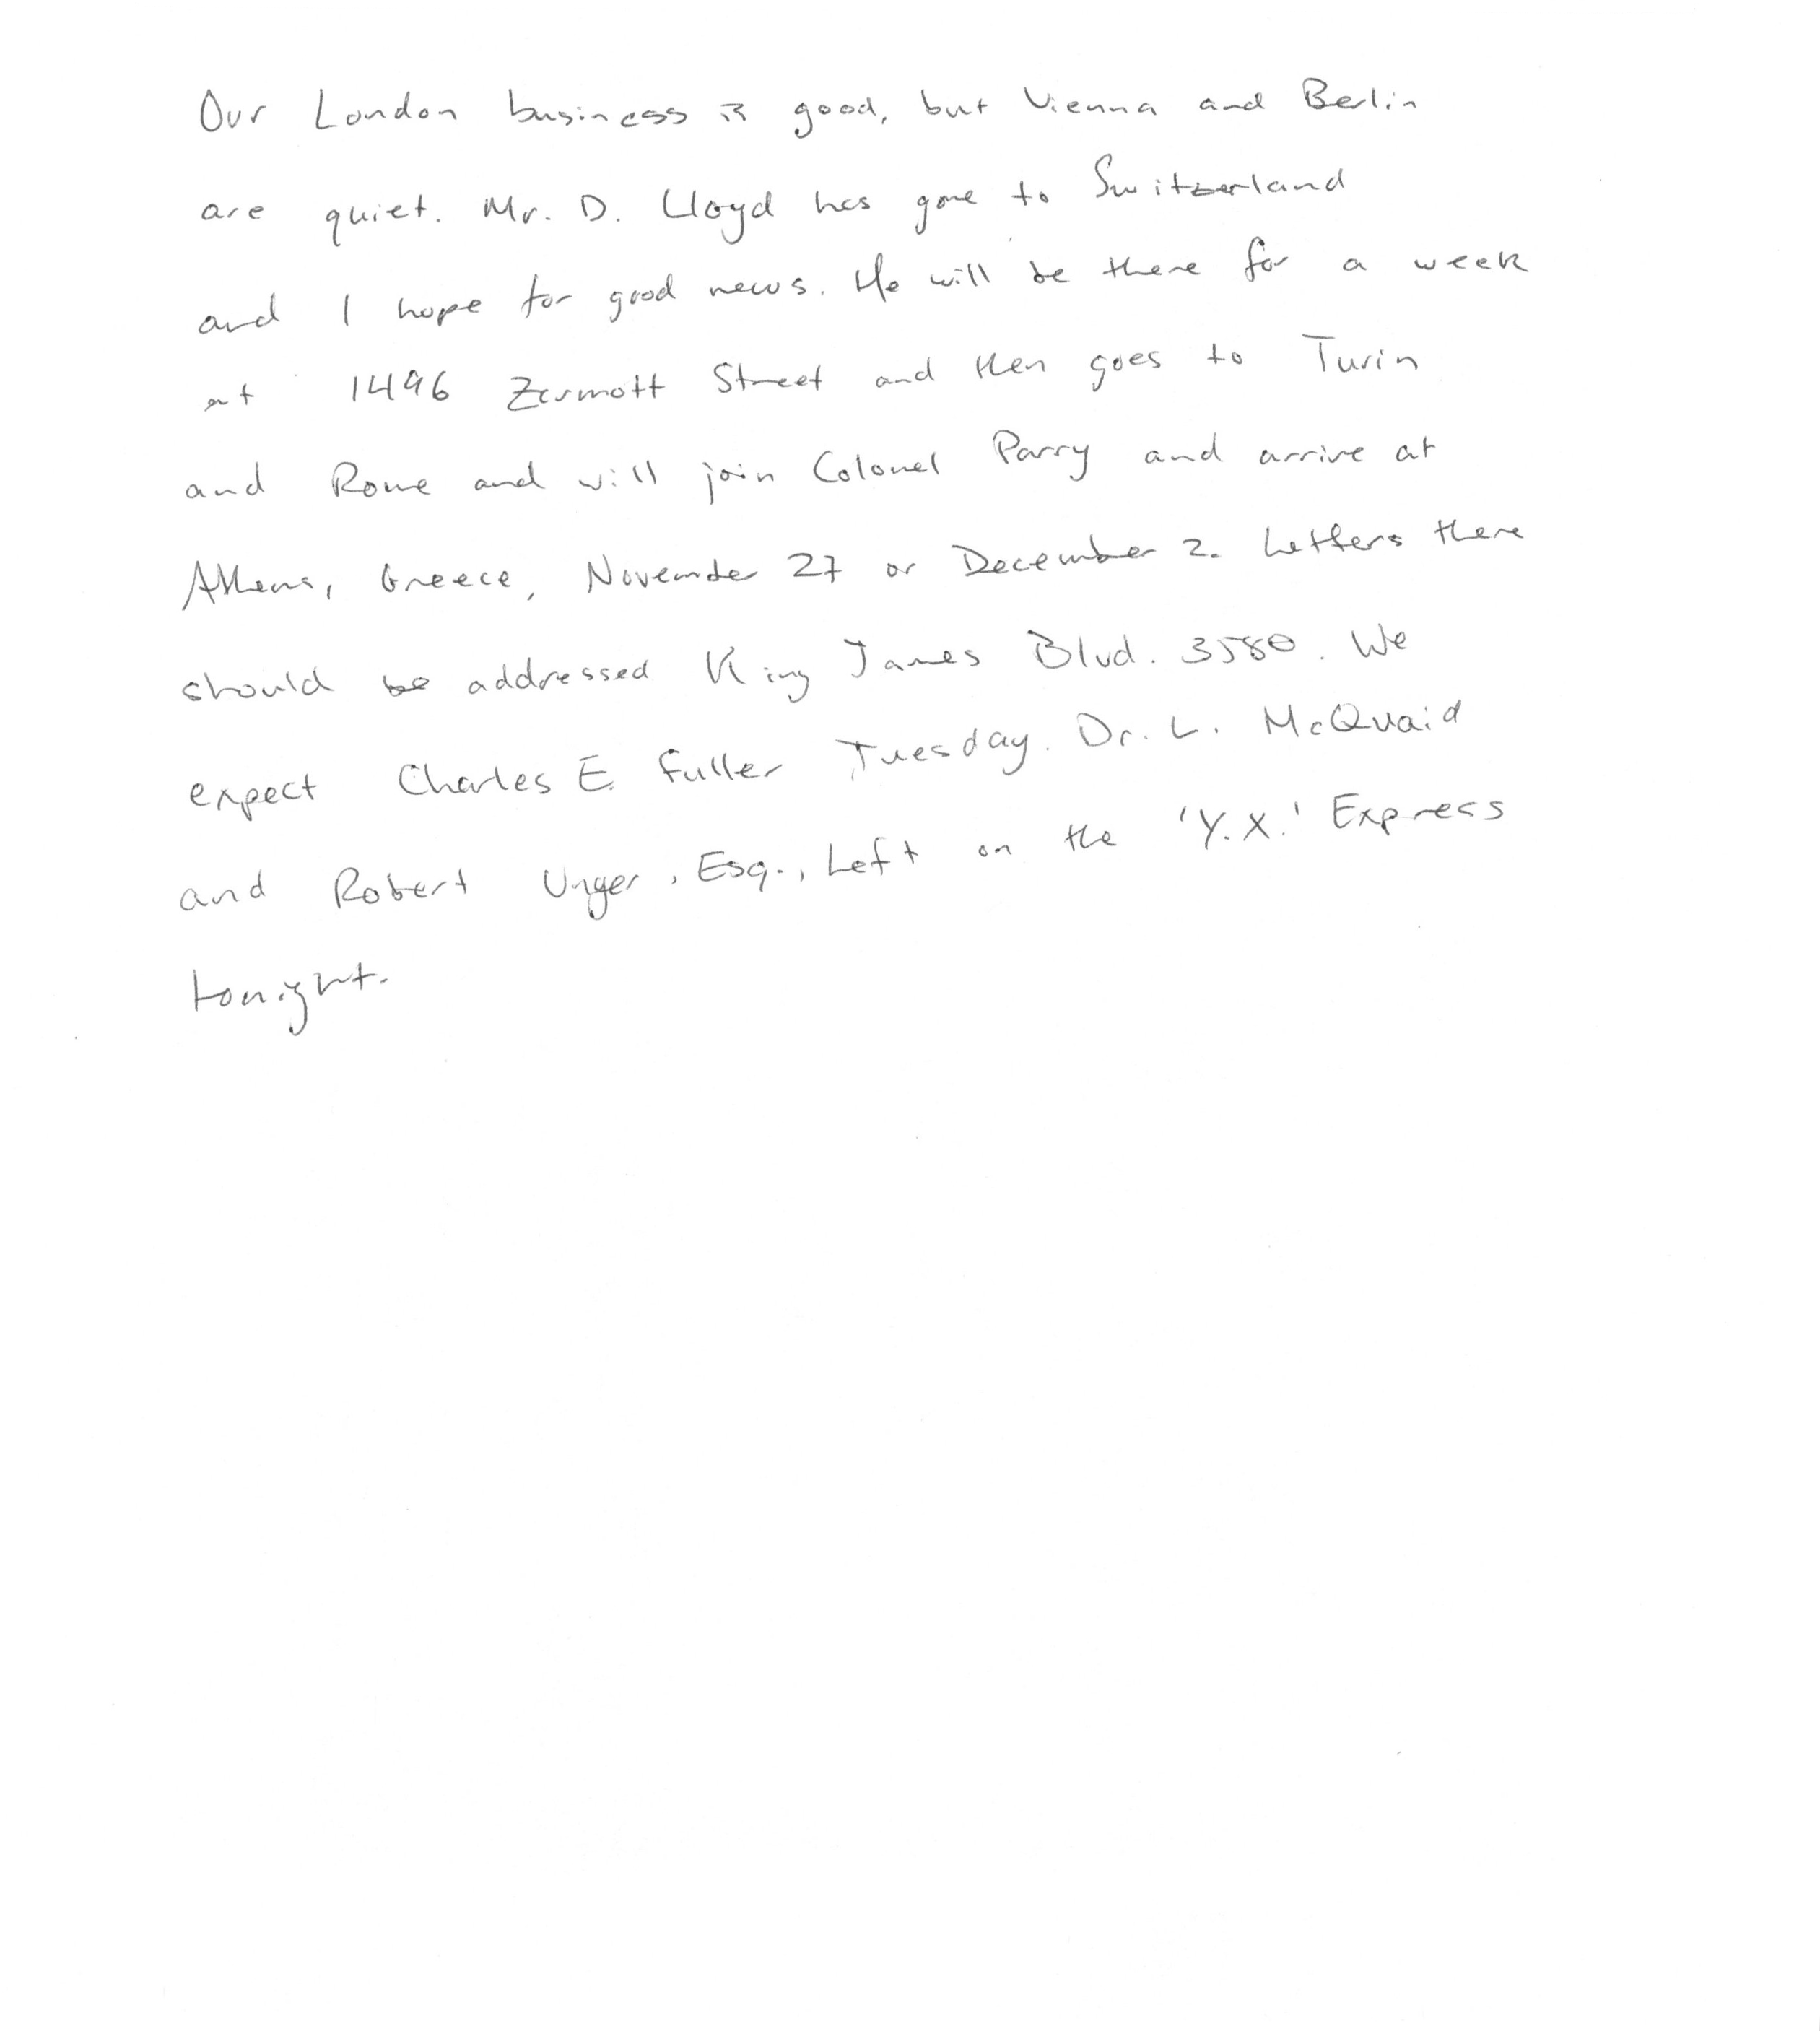 Our London business is good, but Vienna and Berlin
are quiet. Mr. D. Lloyd has gone to Switzerland
and I hope for good news. He will be there for a week
at 1496 Zermott Street and then goes to Turin
and Rome and will join Colonel Parry and arrive at
Athens, Greece, November 27 or December 2. Letters there
should be addressed King James Blvd. 3580. We
expect Charles E. Fuller Tuesday. Dr. L. McQuaid
and Robert Unger, Esq., Left on the 'Y.X.' Express
tonight.